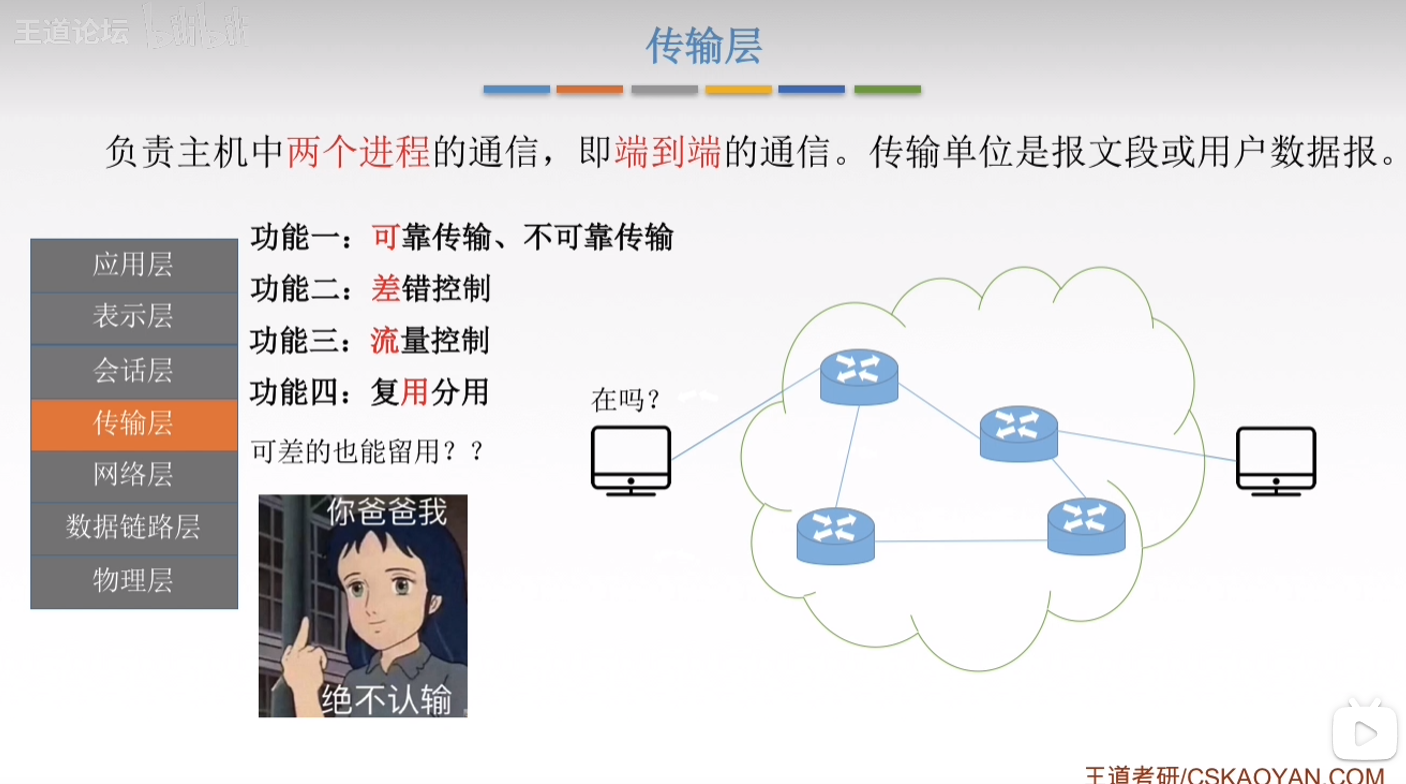 王道论坛 bilibili
传输层
负责主机中两个进程的通信，即端到端的通信。传输单位是报文段或用户数据报。
应用层
表示层
会话层
传输层
网络层
数据链路层
物理层
功能一：可靠传输、不可靠传输
功能二：差错控制
功能三：流量控制
功能四：复用分用
可差的也能留用？？
你爸爸我
绝不认输
在吗？
王道考研/CSKAOYAN.COM